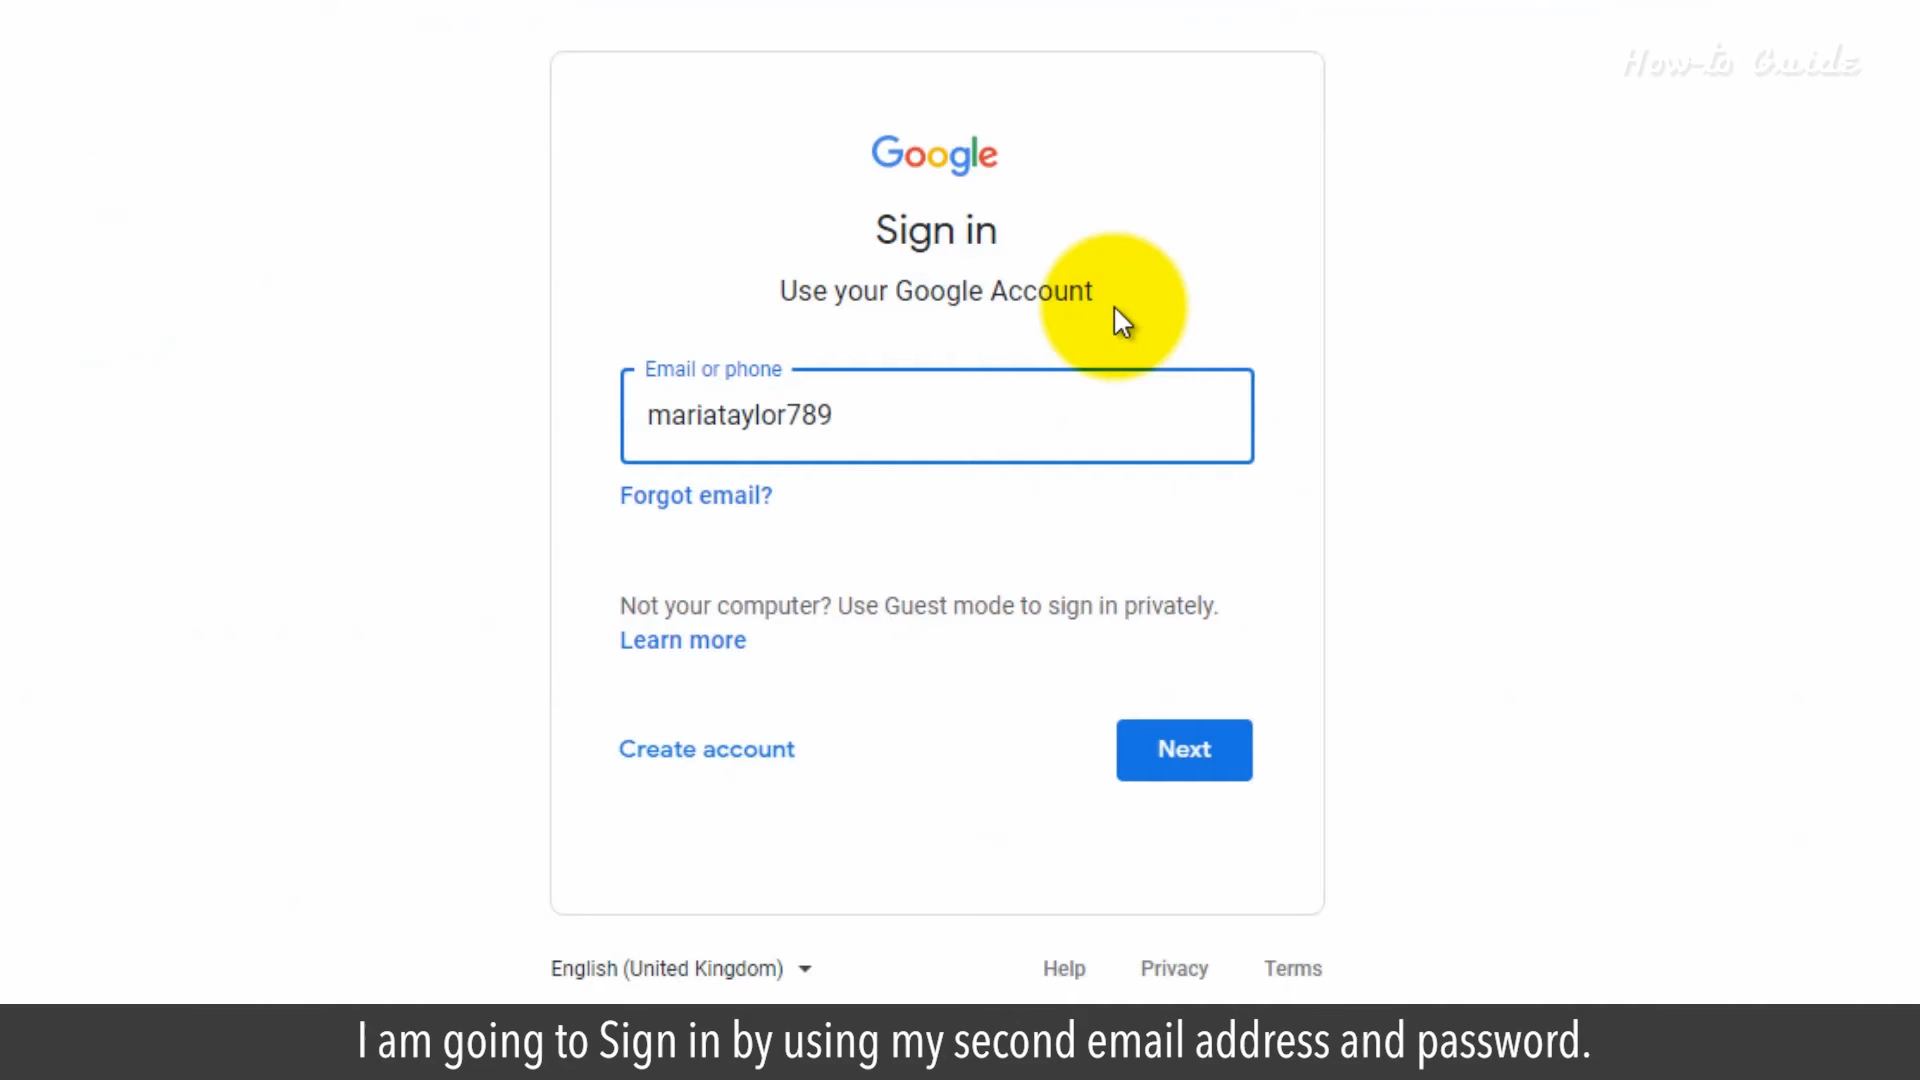 How-to Guide
Google
Sign in
Use your Google Account
Email or phone
mariataylor789
Forgot email?
Not your computer? Use Guest mode to sign in privately.
Learn more
Create account
Next
English (United Kingdom)
Help Privacy Terms
I am going to Sign in by using my second email address and password.